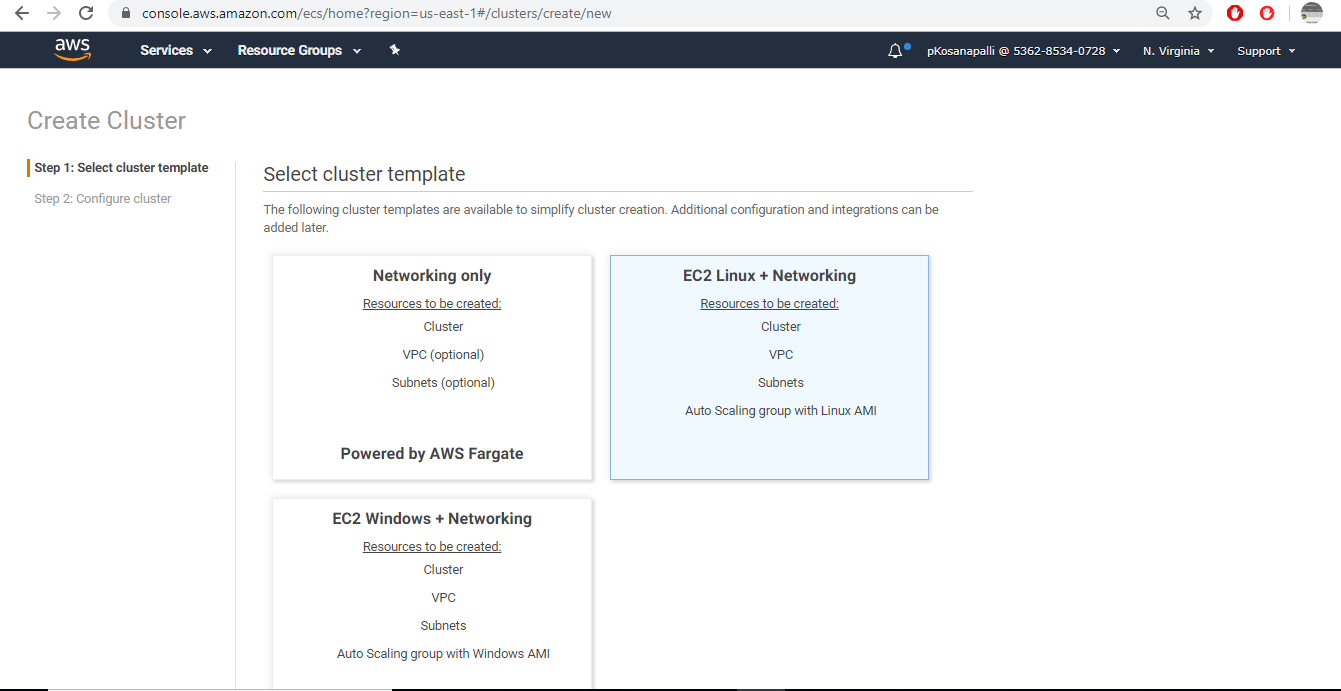 console.aws.amazon.com/ecs/home?region=us-east-1#/clusters/create/new
aws Services Resource Groups pKosanapalli @ 5362-8534-0728 N. Virginia Support
Create Cluster
Step 1: Select cluster template
Step 2: Configure cluster
Select cluster template
The following cluster templates are available to simplify cluster creation. Additional configuration and integrations can be
added later.
Networking only
Resources to be created:
Cluster
VPC (optional)
Subnets (optional)
Powered by AWS Fargate
EC2 Linux + Networking
Resources to be created:
Cluster
VPC
Subnets
Auto Scaling group with Linux AMI
EC2 Windows + Networking
Resources to be created:
Cluster
VPC
Subnets
Auto Scaling group with Windows AMI